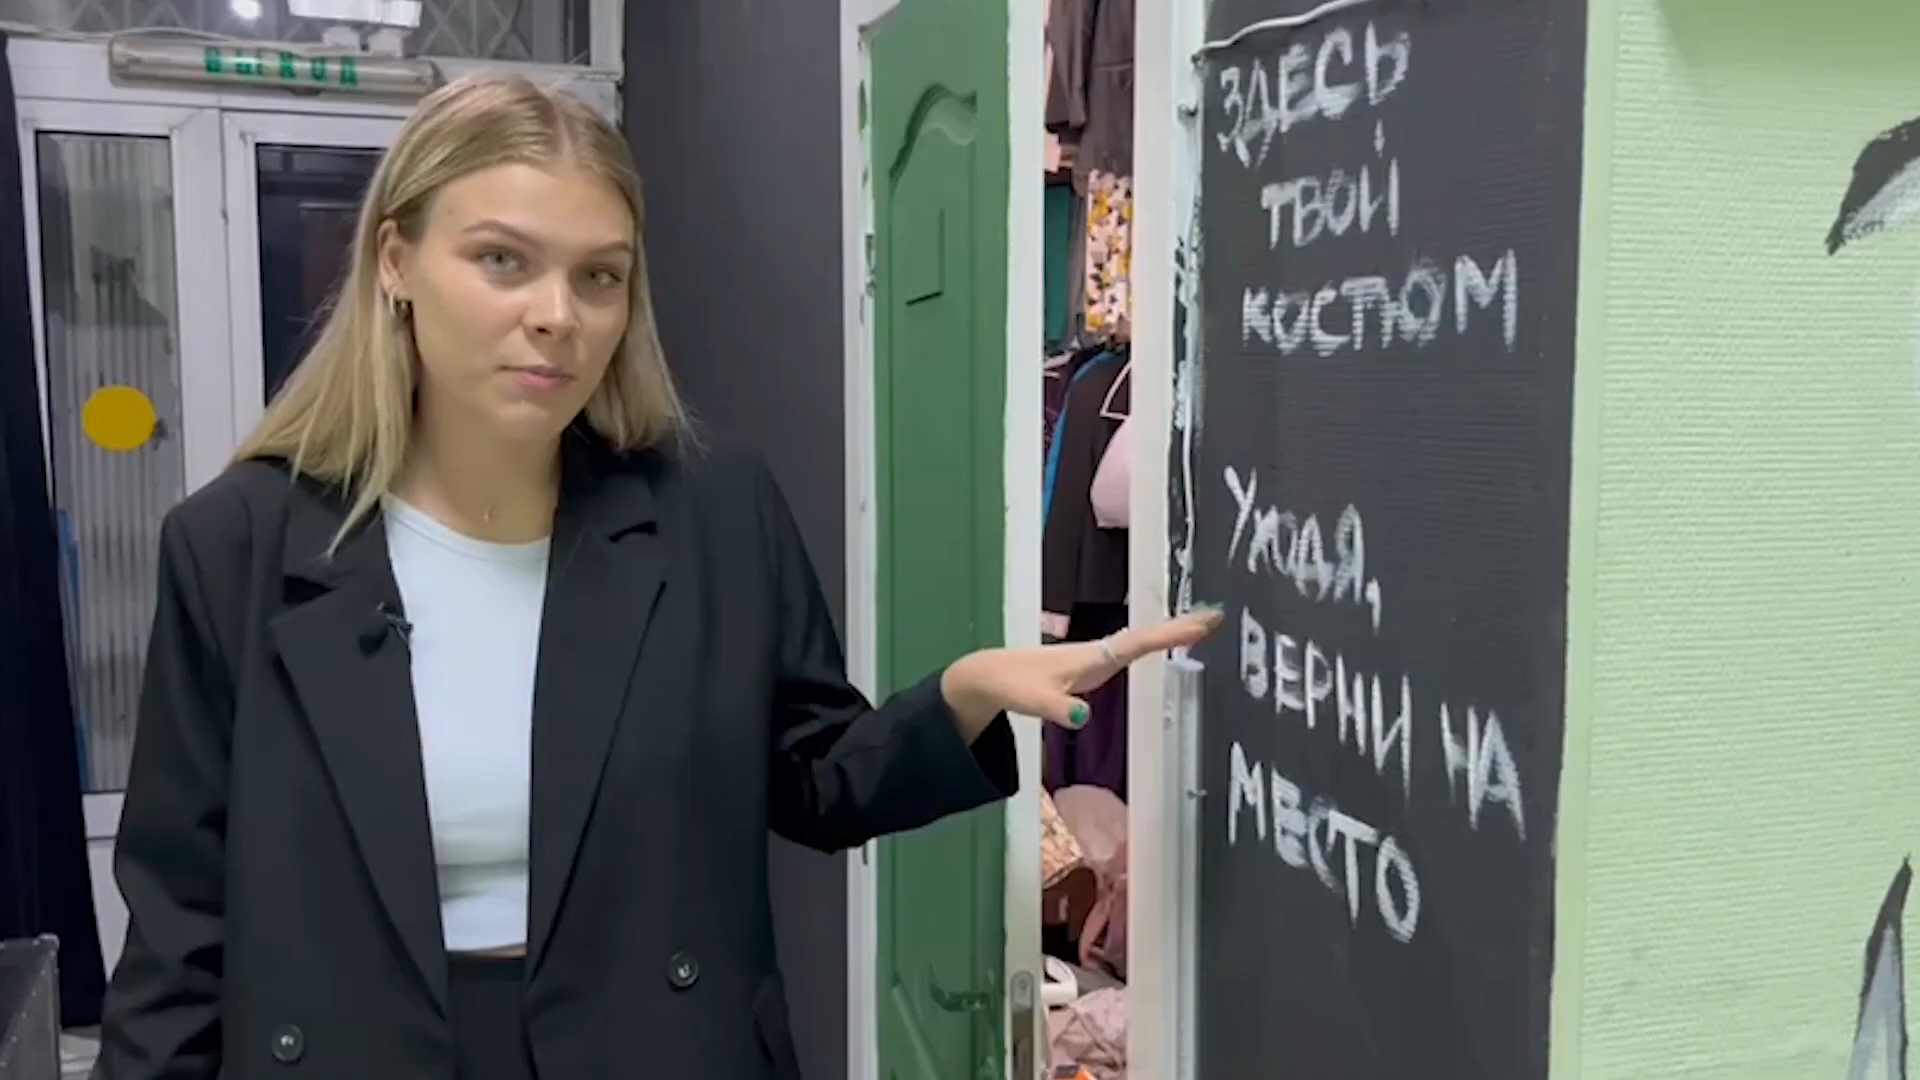 ВЫХОД
ЗДЕСЬ
ТВОЙ
КОСТЮМ
УХОДЯ,
ВЕРНИ НА
МЕСТО